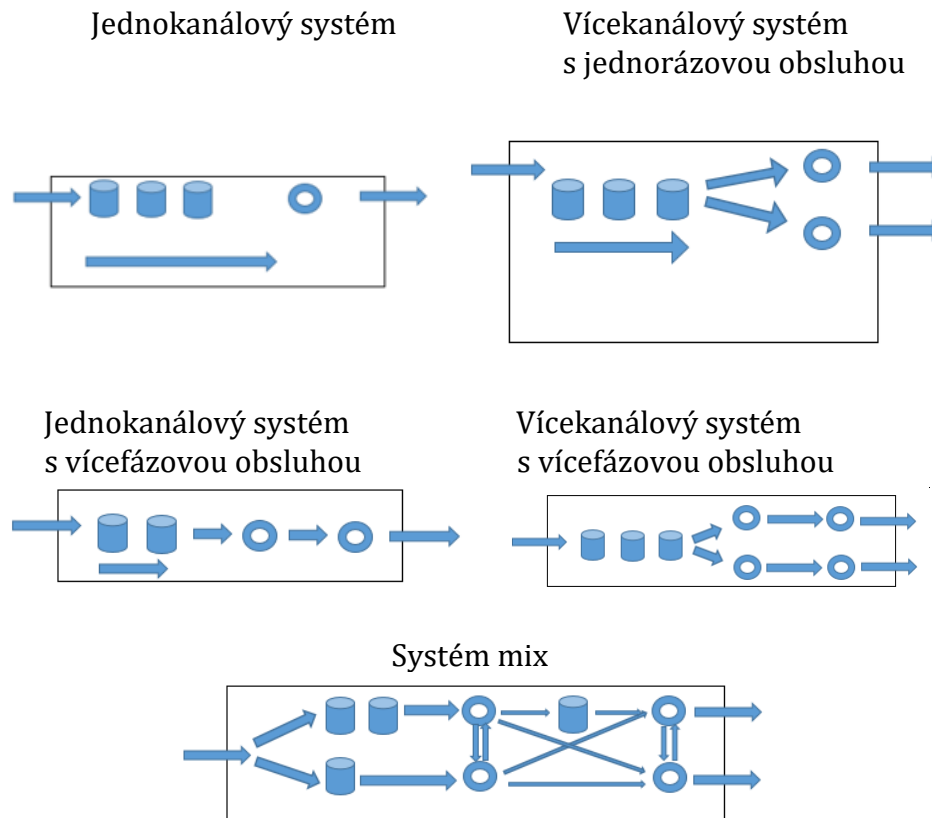 Jednokanálový systém
Vícekanálový systém
s jednorázovou obsluhou
Jednokanálový systém
s vícefázovou obsluhou
Vícekanálový systém
s vícefázovou obsluhou
Systém mix